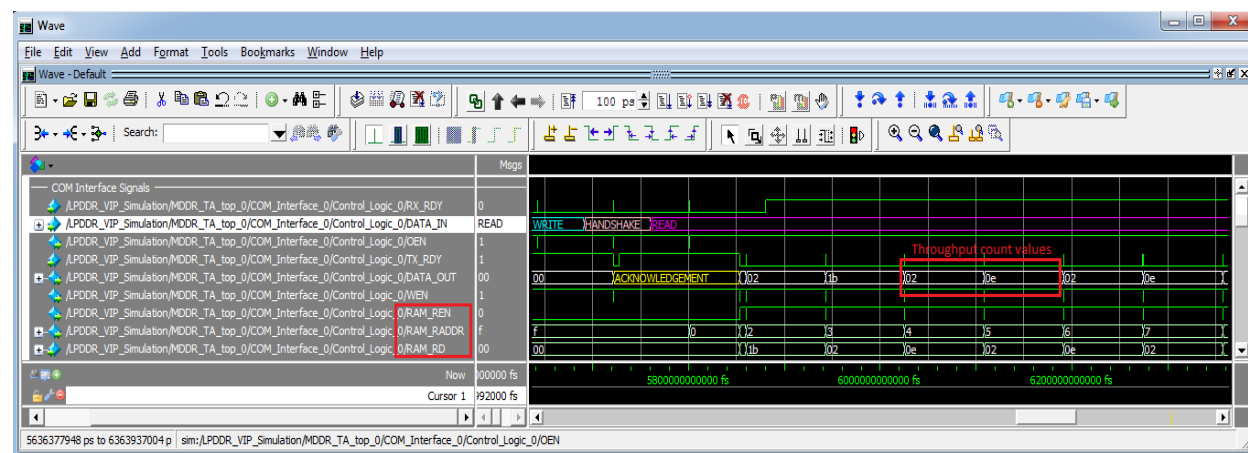 Wave
File Edit View Add Format Tools Bookmarks Window Help
Wave - Default
100 ps
Search:
Msgs
COM Interface Signals
/LPDDR_VIP_Simulation/MDDR_TA_top_0/COM_Interface_0/Control_Logic_0/RX_RDY 0
/LPDDR_VIP_Simulation/MDDR_TA_top_0/COM_Interface_0/Control_Logic_0/DATA_IN READ WRITE HANDSHAKE READ
/LPDDR_VIP_Simulation/MDDR_TA_top_0/COM_Interface_0/Control_Logic_0/OEN 1
Throughput count values
/LPDDR_VIP_Simulation/MDDR_TA_top_0/COM_Interface_0/Control_Logic_0/TX_RDY 1
/LPDDR_VIP_Simulation/MDDR_TA_top_0/COM_Interface_0/Control_Logic_0/DATA_OUT 00 00 ACKNOWLEDGEMENT 02 1b 02 0e 02 0e
/LPDDR_VIP_Simulation/MDDR_TA_top_0/COM_Interface_0/Control_Logic_0/WEN 1
/LPDDR_VIP_Simulation/MDDR_TA_top_0/COM_Interface_0/Control_Logic_0/RAM_REN 0
/LPDDR_VIP_Simulation/MDDR_TA_top_0/COM_Interface_0/Control_Logic_0/RAM_RADDR f f 0 2 3 4 5 6 7
/LPDDR_VIP_Simulation/MDDR_TA_top_0/COM_Interface_0/Control_Logic_0/RAM_RD 00 00 1b 02 0e 02 0e 02
Now 000000 fs 5800000000000 fs 6000000000000 fs 6200000000000 fs
Cursor 1 992000 fs
5636377948 ps to 6363937004 p sim:/LPDDR_VIP_Simulation/MDDR_TA_top_0/COM_Interface_0/Control_Logic_0/OEN